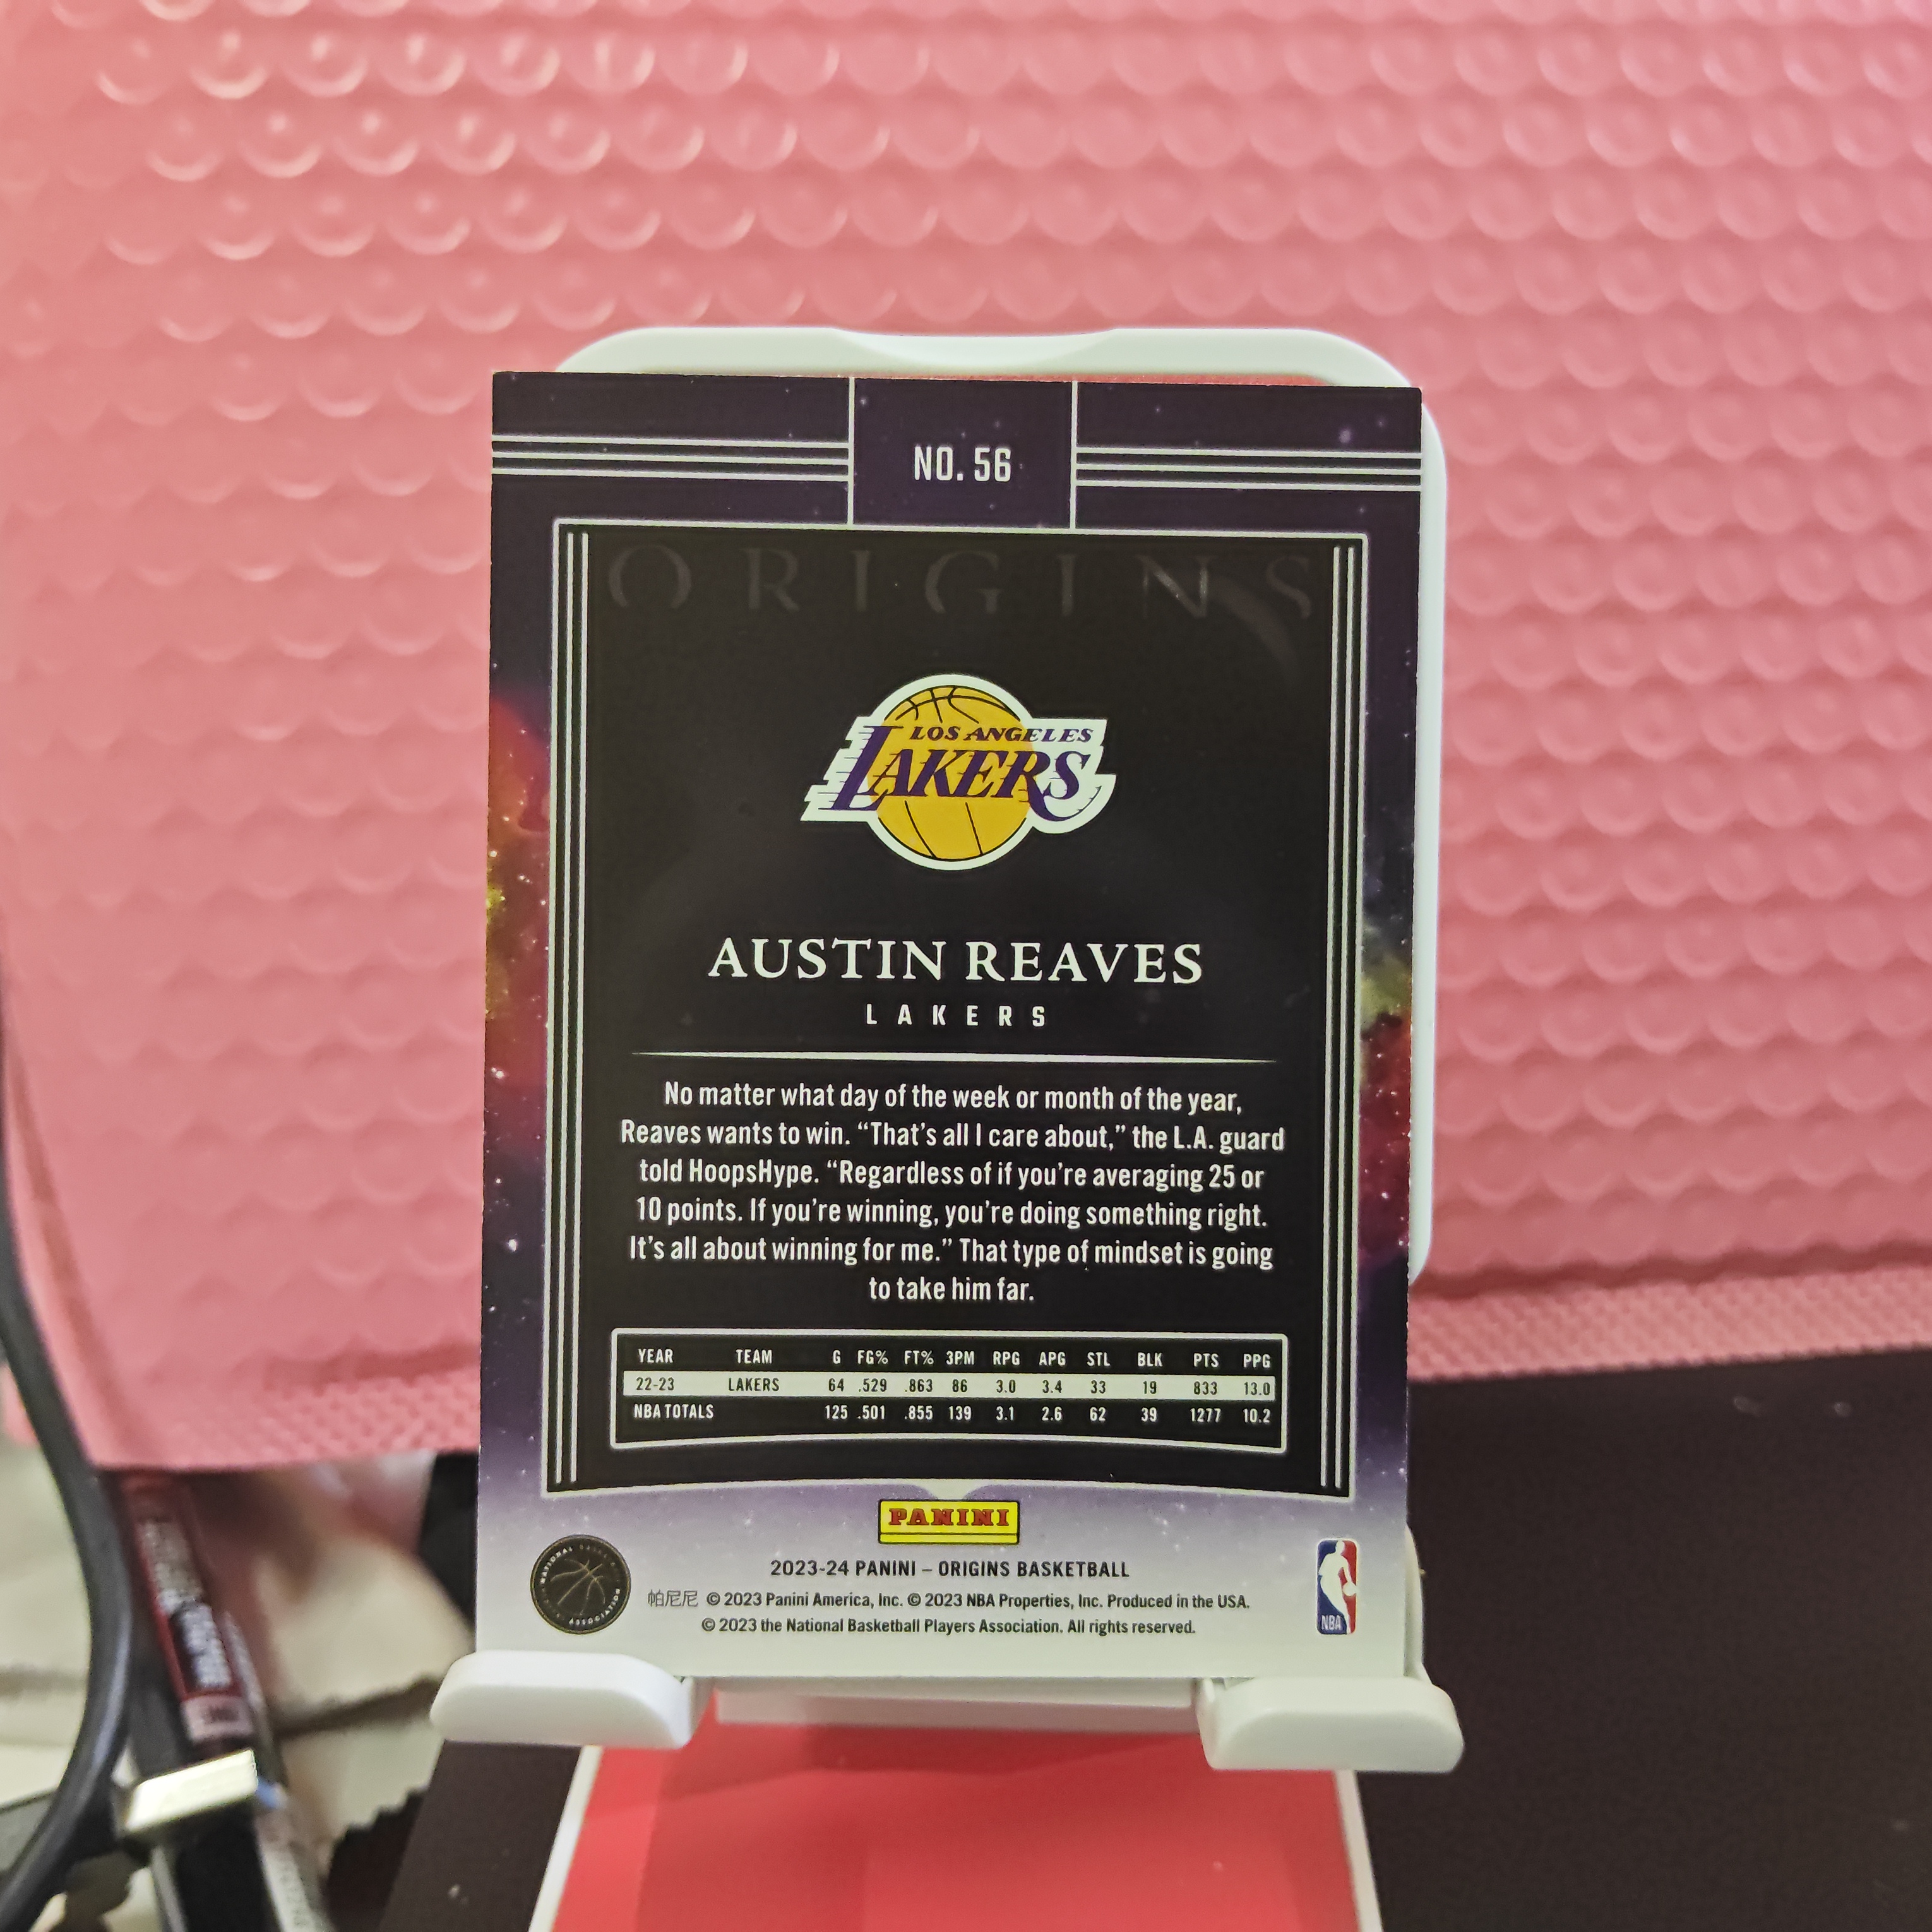 NO. 56
ORIGINS
LOS ANGELES
LAKERS
AUSTIN REAVES
LAKERS
No matter what day of the week or month of the year,
Reaves wants to win. “That’s all I care about,” the L.A. guard
told HoopsHype. “Regardless of if you’re averaging 25 or
10 points. If you’re winning, you’re doing something right.
It’s all about winning for me.” That type of mindset is going
to take him far.
YEAR TEAM G FG% FT% 3PM RPG APG STL BLK PTS PPG
22-23 LAKERS 64 .529 .863 86 3.0 3.4 33 19 833 13.0
NBA TOTALS 125 .501 .855 139 3.1 2.6 62 39 1277 10.2
PANINI
2023-24 PANINI – ORIGINS BASKETBALL
帕尼尼 © 2023 Panini America, Inc. © 2023 NBA Properties, Inc. Produced in the USA.
© 2023 the National Basketball Players Association. All rights reserved.
NATIONAL BASKETBALL
ASSOCIATION
NBA